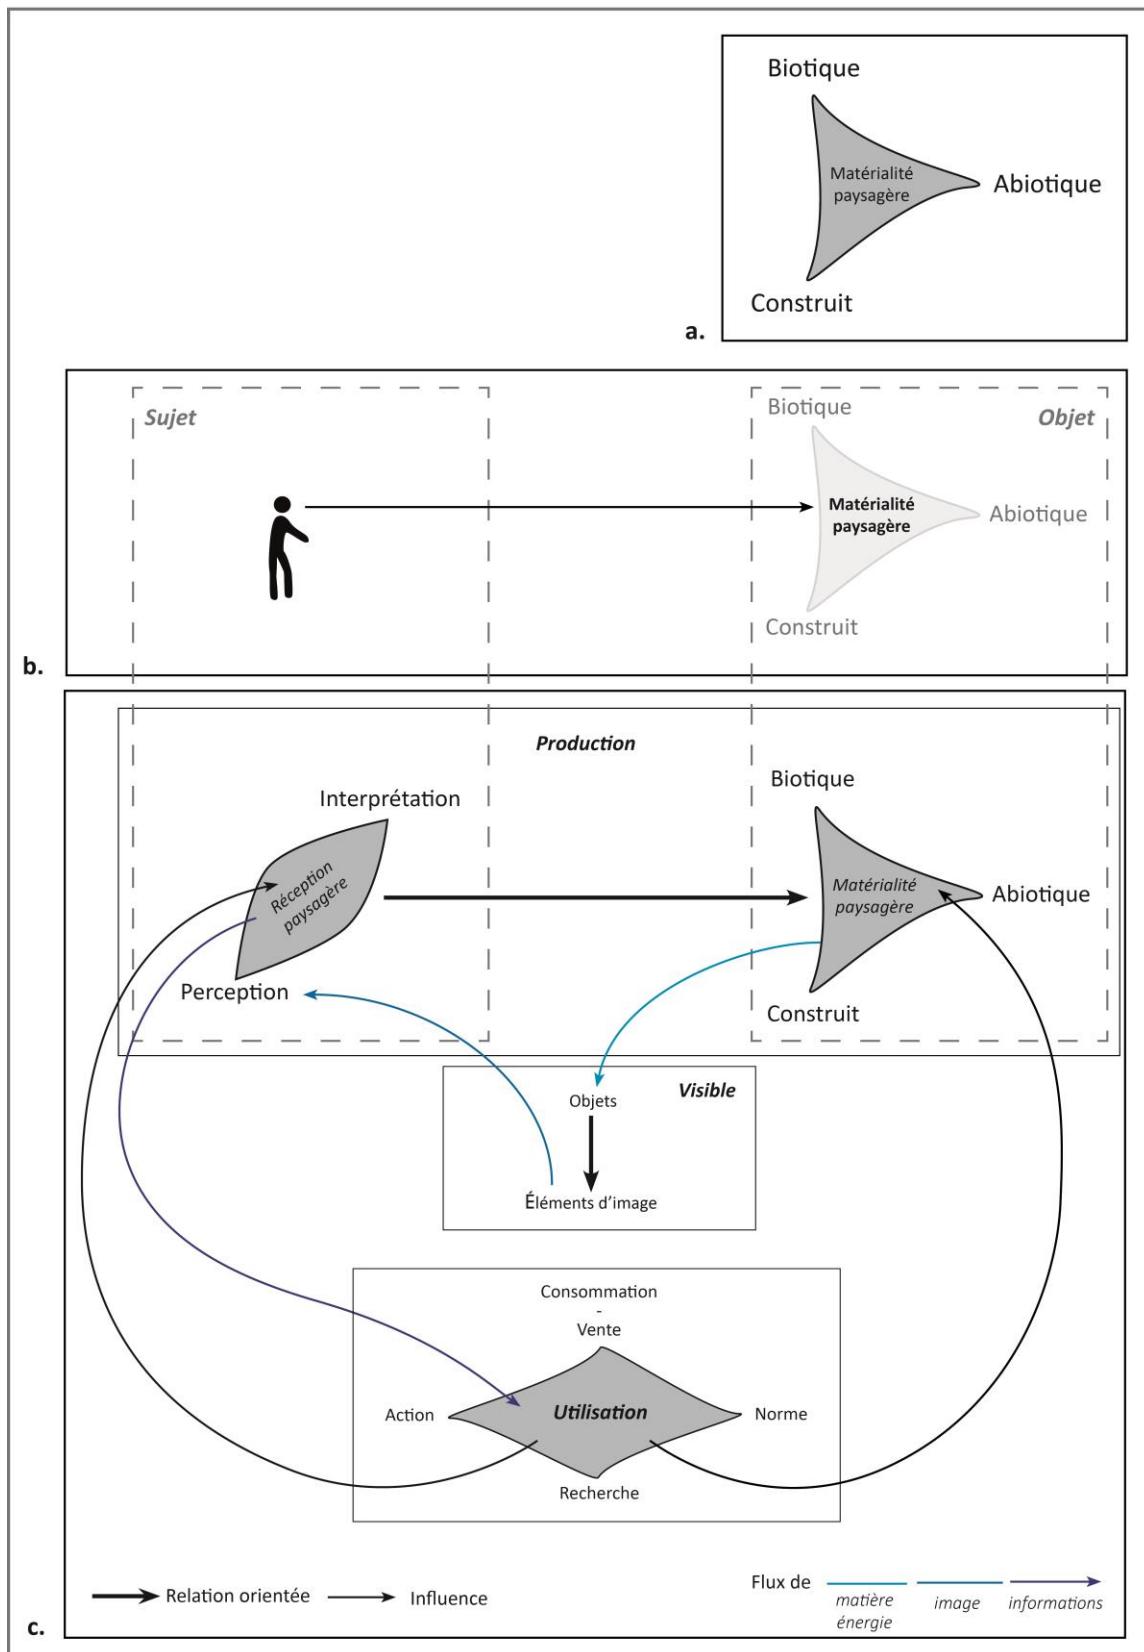 Biotique
Matérialité
paysagère
Abiotique
Construit
a.
Sujet
Biotique
Objet
Matérialité
paysagère
Abiotique
Construit
b.
Production
Interprétation
Biotique
Réception
paysagère
Matérialité
paysagère
Abiotique
Perception
Construit
Visible
Objets
Éléments d’image
Consommation
-
Vente
Action
Utilisation
Norme
Recherche
Relation orientée
Influence
Flux de
matière
énergie
image
informations
c.